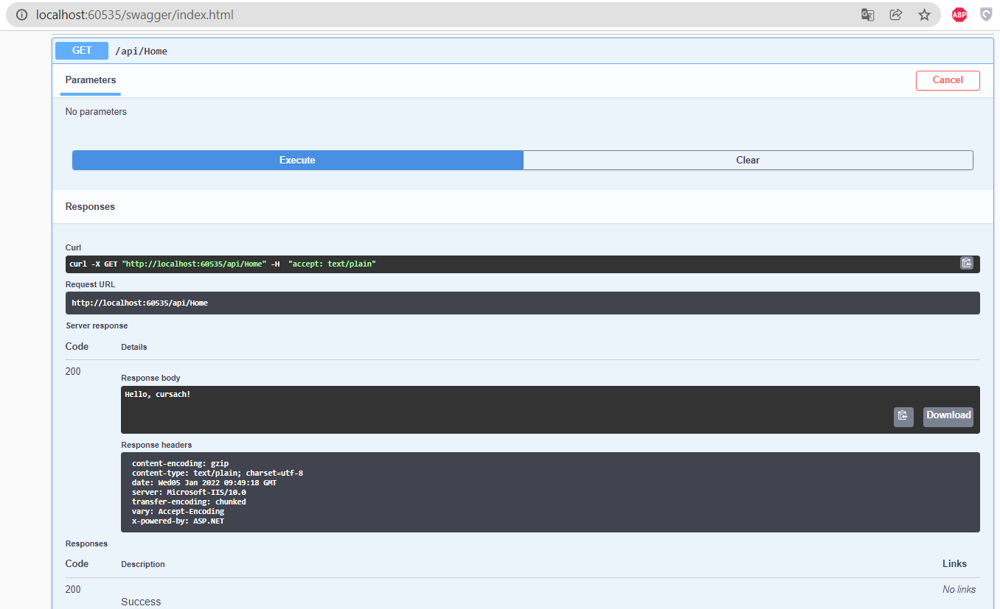 localhost:60535/swagger/index.html
ABP
GET /api/Home
Parameters
Cancel
No parameters
Execute
Clear
Responses
Curl
curl -X GET "http://localhost:60535/api/Home" -H  "accept: text/plain"
Request URL
http://localhost:60535/api/Home
Server response
Code Details
200
Response body
Hello, cursach!
Download
Response headers
content-encoding: gzip
content-type: text/plain; charset=utf-8
date: Wed05 Jan 2022 09:49:18 GMT
server: Microsoft-IIS/10.0
transfer-encoding: chunked
vary: Accept-Encoding
x-powered-by: ASP.NET
Responses
Code Description Links
200 No links
Success